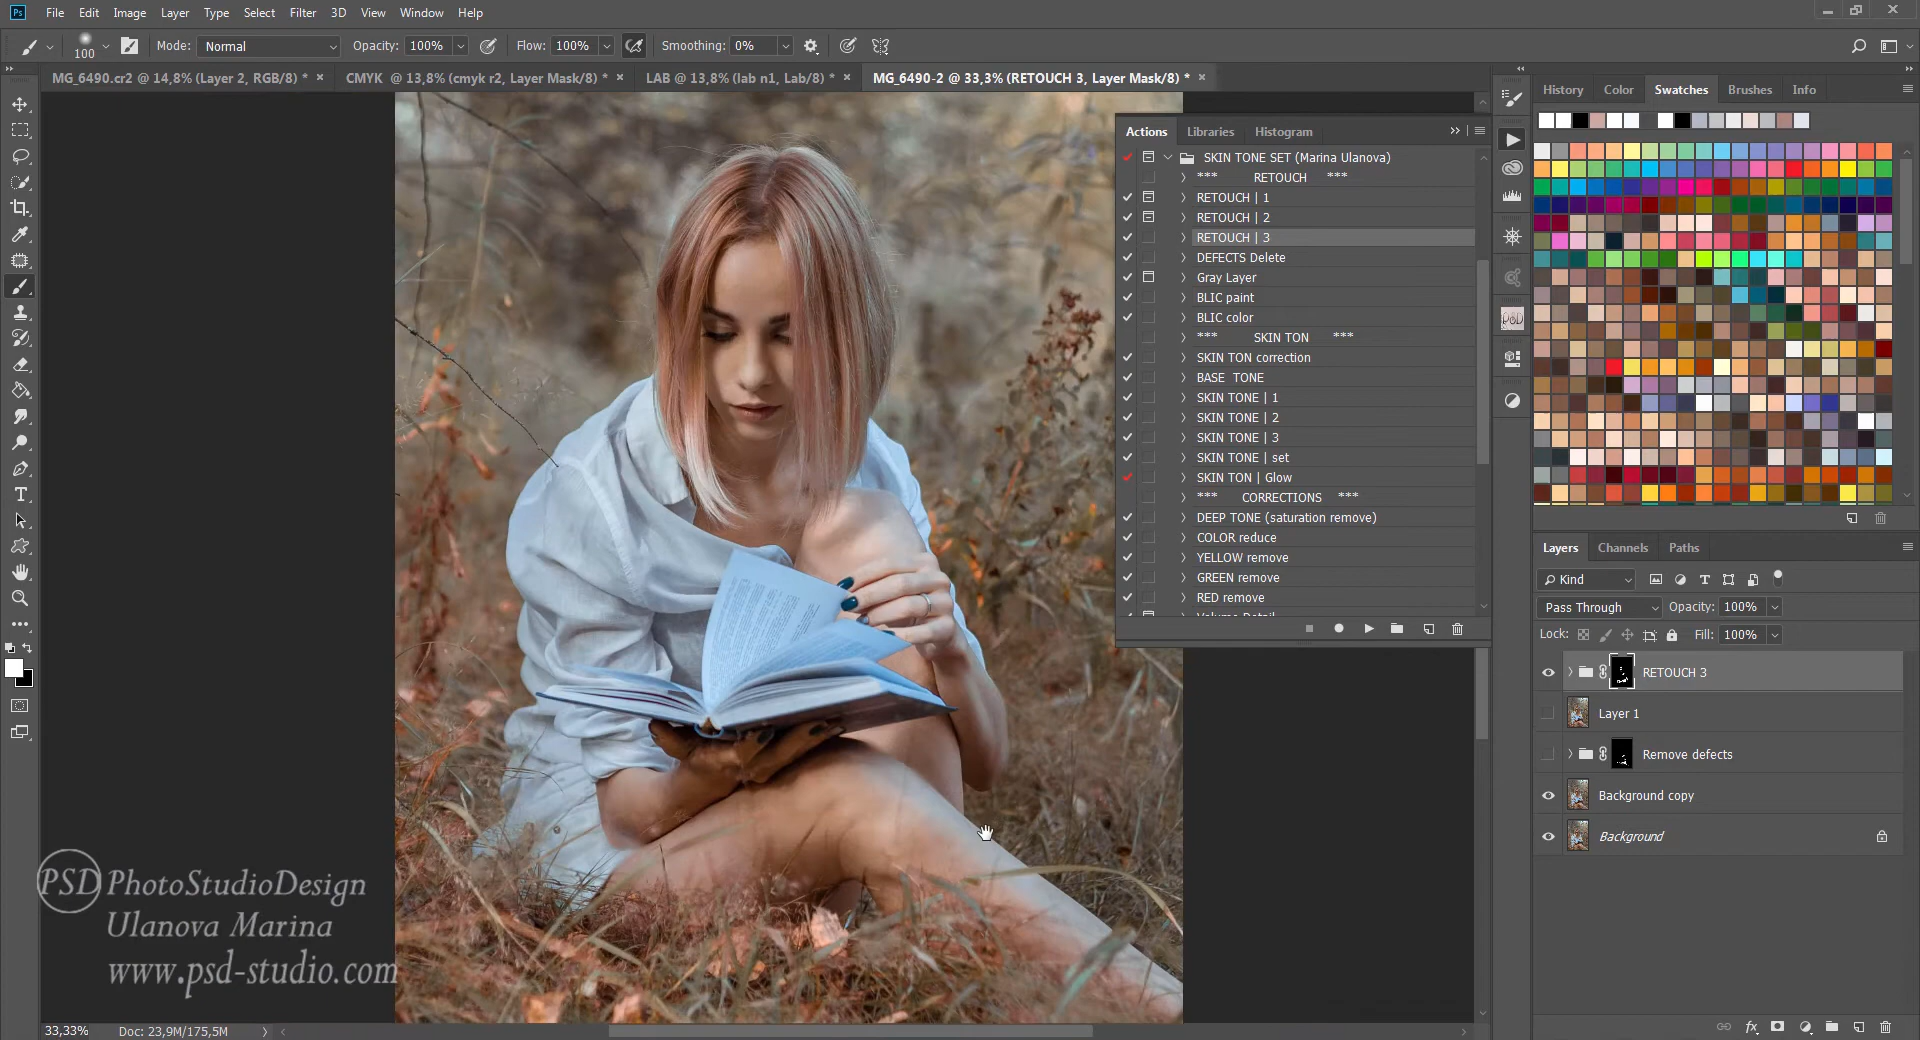 Ps File Edit Image Layer Type Select Filter 3D View Window Help
100 Mode: Normal Opacity: 100% Flow: 100% Smoothing: 0%
MG_6490.cr2 @ 14,8% (Layer 2, RGB/8) * × CMYK @ 13,8% (cmyk r2, Layer Mask/8) * × LAB @ 13,8% (lab n1, Lab/8) * × MG_6490-2 @ 33,3% (RETOUCH 3, Layer Mask/8) * ×
Actions Libraries Histogram
SKIN TONE SET (Marina Ulanova)
*** RETOUCH ***
RETOUCH | 1
RETOUCH | 2
RETOUCH | 3
DEFECTS Delete
Gray Layer
BLIC paint
BLIC color
*** SKIN TON ***
SKIN TON correction
BASE TONE
SKIN TONE | 1
SKIN TONE | 2
SKIN TONE | 3
SKIN TONE | set
SKIN TON | Glow
*** CORRECTIONS ***
DEEP TONE (saturation remove)
COLOR reduce
YELLOW remove
GREEN remove
RED remove
Volume Detail
History Color Swatches Brushes Info
PSD
Layers Channels Paths
Kind
Pass Through Opacity: 100%
Lock: Fill: 100%
RETOUCH 3
Layer 1
Remove defects
Background copy
Background
fx
PSD PhotoStudioDesign
Ulanova Marina
www.psd-studio.com
33,33% Doc: 23,9M/175,5M